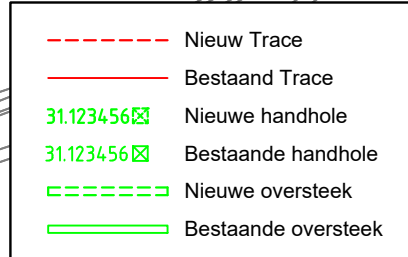 Nieuw Trace
Bestaand Trace
31.123456 Nieuwe handhole
31.123456 Bestaande handhole
Nieuwe oversteek
Bestaande oversteek